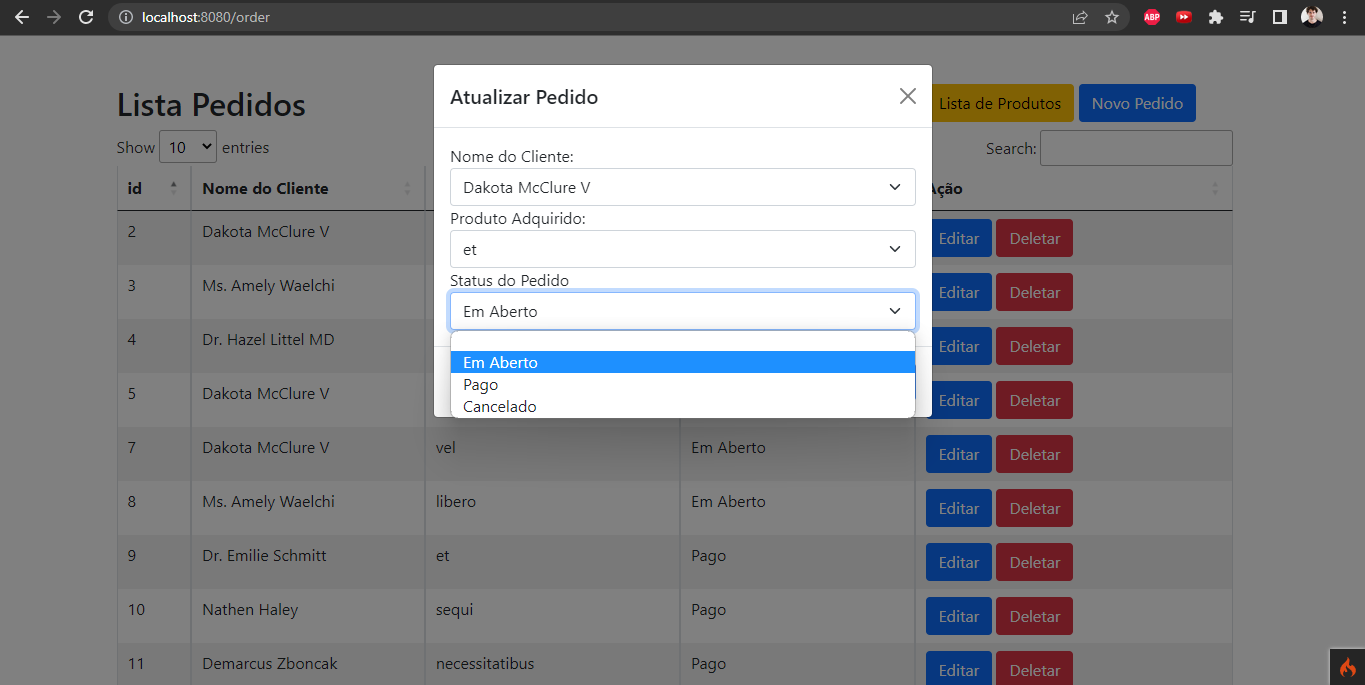 localhost:8080/order
ABP
Atualizar Pedido
Lista Pedidos
Lista de Produtos Novo Pedido
Show 10 entries
Search:
Nome do Cliente:
Dakota McClure V
Produto Adquirido:
et
Status do Pedido
Em Aberto
Em Aberto
Pago
Cancelado
id Nome do Cliente Ação
2 Dakota McClure V Editar Deletar
3 Ms. Amely Waelchi Editar Deletar
4 Dr. Hazel Littel MD Editar Deletar
5 Dakota McClure V Editar Deletar
7 Dakota McClure V vel Em Aberto Editar Deletar
8 Ms. Amely Waelchi libero Em Aberto Editar Deletar
9 Dr. Emilie Schmitt et Pago Editar Deletar
10 Nathen Haley sequi Pago Editar Deletar
11 Demarcus Zboncak necessitatibus Pago Editar Deletar